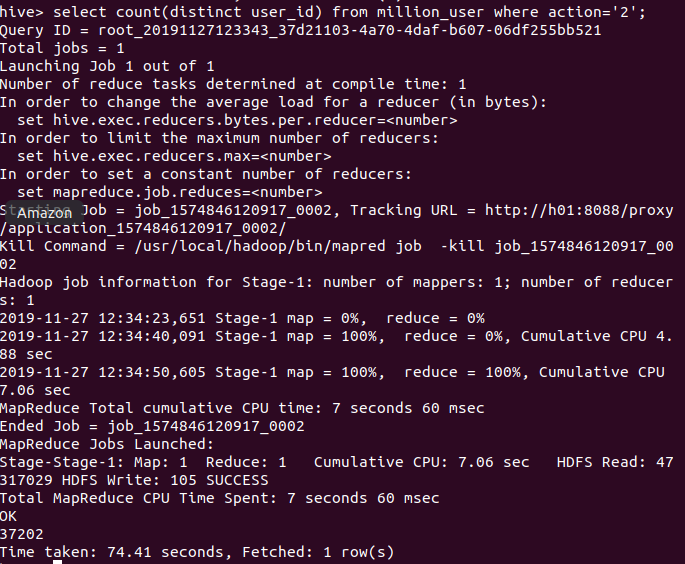 hive> select count(distinct user_id) from million_user where action='2';
Query ID = root_20191127123343_37d21103-4a70-4daf-b607-06df255bb521
Total jobs = 1
Launching Job 1 out of 1
Number of reduce tasks determined at compile time: 1
In order to change the average load for a reducer (in bytes):
  set hive.exec.reducers.bytes.per.reducer=<number>
In order to limit the maximum number of reducers:
  set hive.exec.reducers.max=<number>
In order to set a constant number of reducers:
  set mapreduce.job.reduces=<number>
Starting Job = job_1574846120917_0002, Tracking URL = http://h01:8088/proxy
Amazon
/application_1574846120917_0002/
Kill Command = /usr/local/hadoop/bin/mapred job  -kill job_1574846120917_00
02
Hadoop job information for Stage-1: number of mappers: 1; number of reducer
s: 1
2019-11-27 12:34:23,651 Stage-1 map = 0%,  reduce = 0%
2019-11-27 12:34:40,091 Stage-1 map = 100%,  reduce = 0%, Cumulative CPU 4.
88 sec
2019-11-27 12:34:50,605 Stage-1 map = 100%,  reduce = 100%, Cumulative CPU
7.06 sec
MapReduce Total cumulative CPU time: 7 seconds 60 msec
Ended Job = job_1574846120917_0002
MapReduce Jobs Launched:
Stage-Stage-1: Map: 1  Reduce: 1   Cumulative CPU: 7.06 sec   HDFS Read: 47
317029 HDFS Write: 105 SUCCESS
Total MapReduce CPU Time Spent: 7 seconds 60 msec
OK
37202
Time taken: 74.41 seconds, Fetched: 1 row(s)